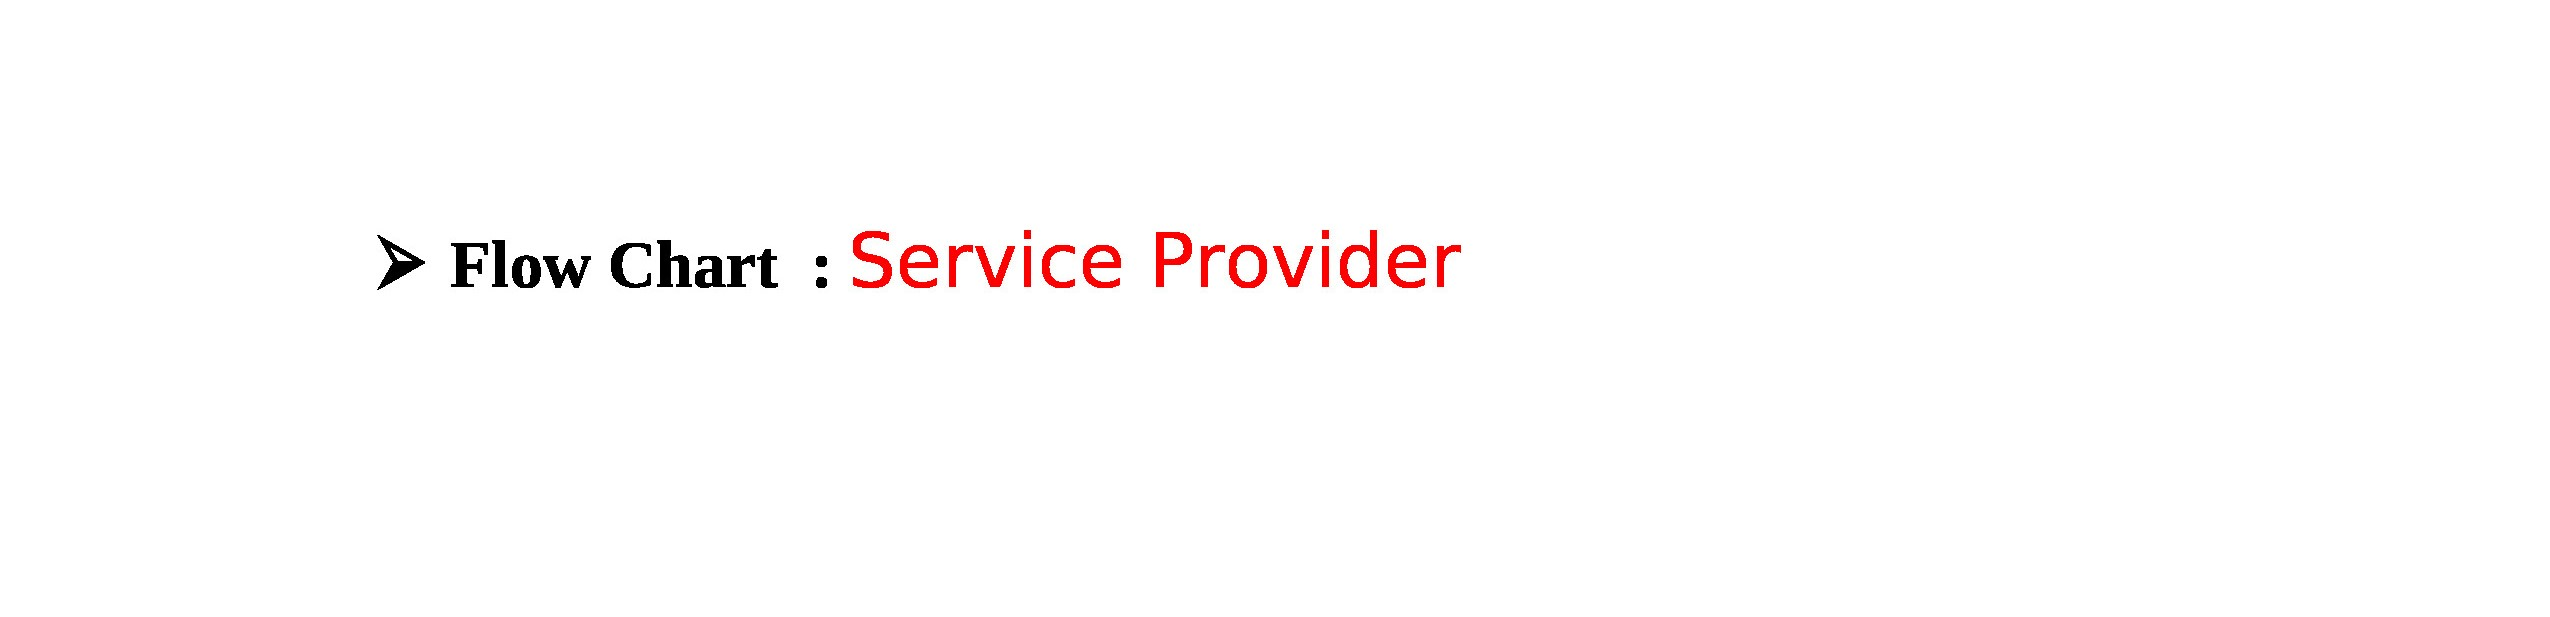 ➢ Flow Chart : Service Provider